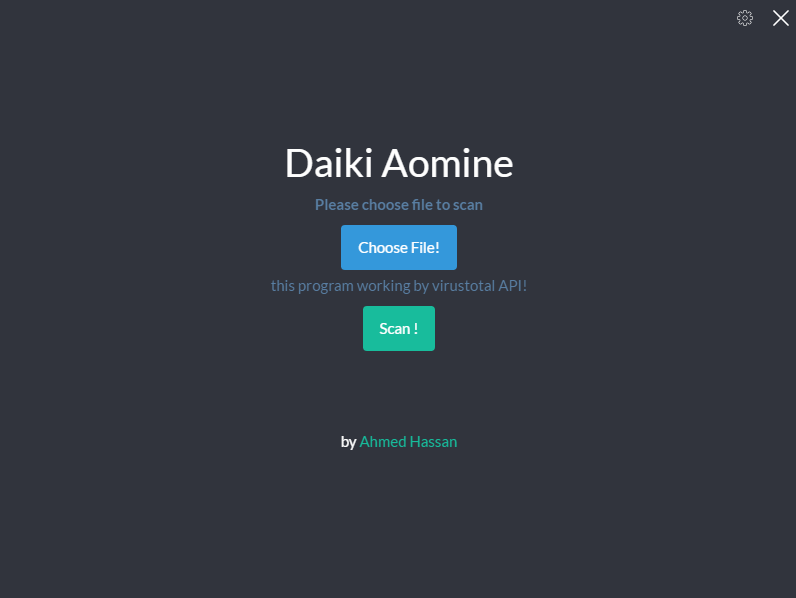 Daiki Aomine
Please choose file to scan
Choose File!
this program working by virustotal API!
Scan !
by Ahmed Hassan